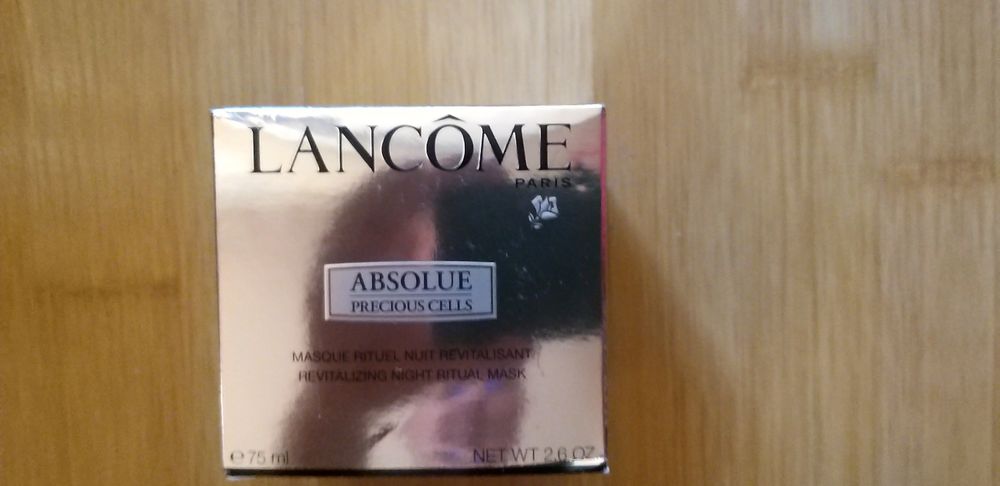 LANCÔME
PARIS
ABSOLUE
PRECIOUS CELLS
MASQUE RITUEL NUIT REVITALISANT
REVITALIZING NIGHT RITUAL MASK
℮ 75 ml NET WT 2.6 OZ.